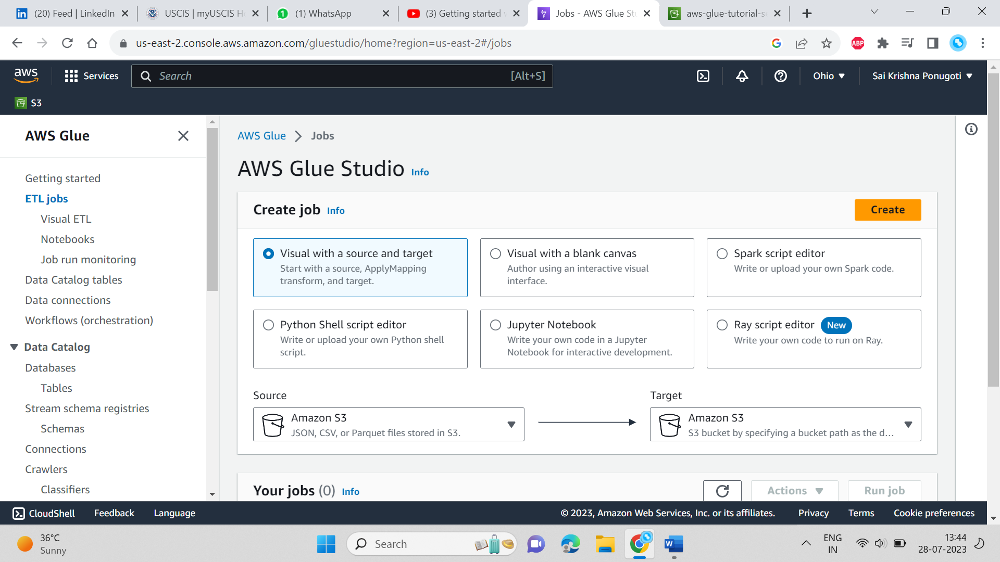 (20) Feed | LinkedIn
USCIS | myUSCIS Ho
(1) WhatsApp
(3) Getting started
Jobs - AWS Glue Stu
aws-glue-tutorial-s
us-east-2.console.aws.amazon.com/gluestudio/home?region=us-east-2#/jobs
ABP
aws
Services
Search
[Alt+S]
Ohio
Sai Krishna Ponugoti
S3
AWS Glue
Getting started
ETL jobs
Visual ETL
Notebooks
Job run monitoring
Data Catalog tables
Data connections
Workflows (orchestration)
Data Catalog
Databases
Tables
Stream schema registries
Schemas
Connections
Crawlers
Classifiers
AWS Glue
Jobs
AWS Glue Studio Info
Create job Info
Create
Visual with a source and target
Start with a source, ApplyMapping
transform, and target.
Visual with a blank canvas
Author using an interactive visual
interface.
Spark script editor
Write or upload your own Spark code.
Python Shell script editor
Write or upload your own Python shell
script.
Jupyter Notebook
Write your own code in a Jupyter
Notebook for interactive development.
Ray script editor New
Write your own code to run on Ray.
Source
Amazon S3
JSON, CSV, or Parquet files stored in S3.
Target
Amazon S3
S3 bucket by specifying a bucket path as the d...
Your jobs (0) Info
Actions
Run job
CloudShell
Feedback
Language
© 2023, Amazon Web Services, Inc. or its affiliates.
Privacy
Terms
Cookie preferences
36°C
Sunny
Search
ENG
IN
13:44
28-07-2023